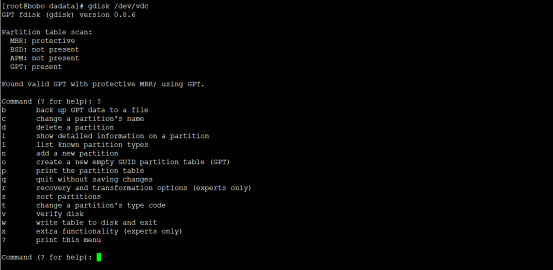 [root@bobo dadata]# gdisk /dev/vdc
GPT fdisk (gdisk) version 0.8.6
Partition table scan:
  MBR: protective
  BSD: not present
  APM: not present
  GPT: present
Found valid GPT with protective MBR; using GPT.
Command (? for help): ?
b       back up GPT data to a file
c       change a partition's name
d       delete a partition
i       show detailed information on a partition
l       list known partition types
n       add a new partition
o       create a new empty GUID partition table (GPT)
p       print the partition table
q       quit without saving changes
r       recovery and transformation options (experts only)
s       sort partitions
t       change a partition's type code
v       verify disk
w       write table to disk and exit
x       extra functionality (experts only)
?       print this menu
Command (? for help):